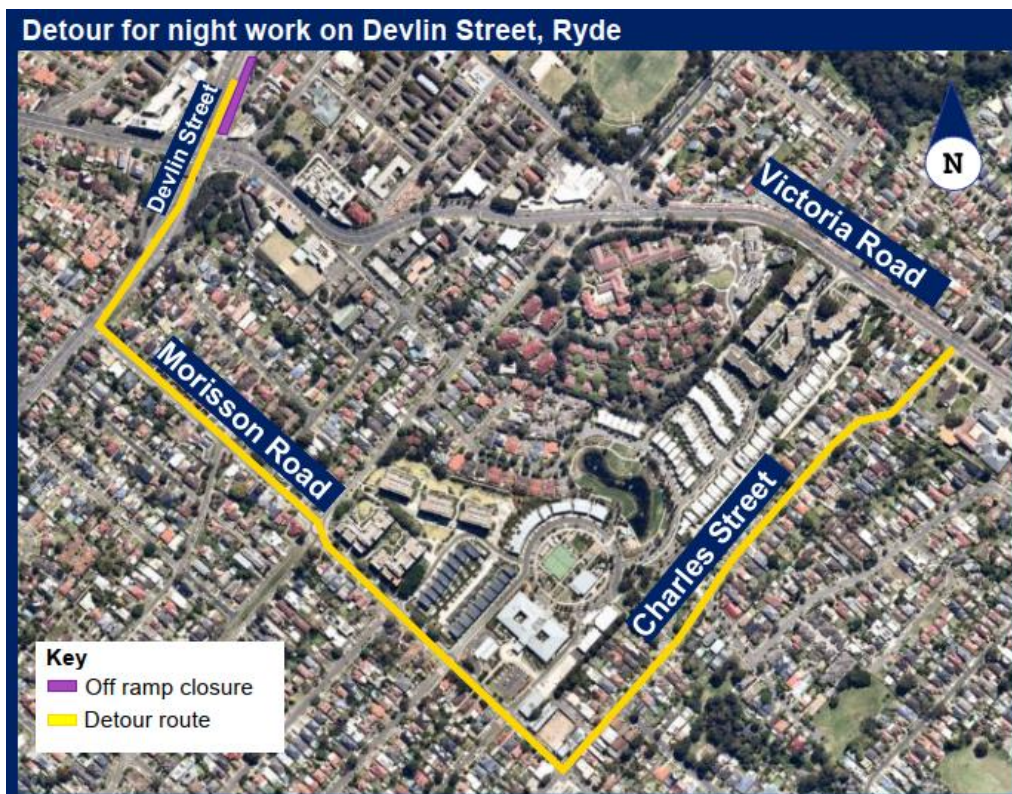 Detour for night work on Devlin Street, Ryde
Devlin Street
N
Victoria Road
Morisson Road
Charles Street
Key
Off ramp closure
Detour route